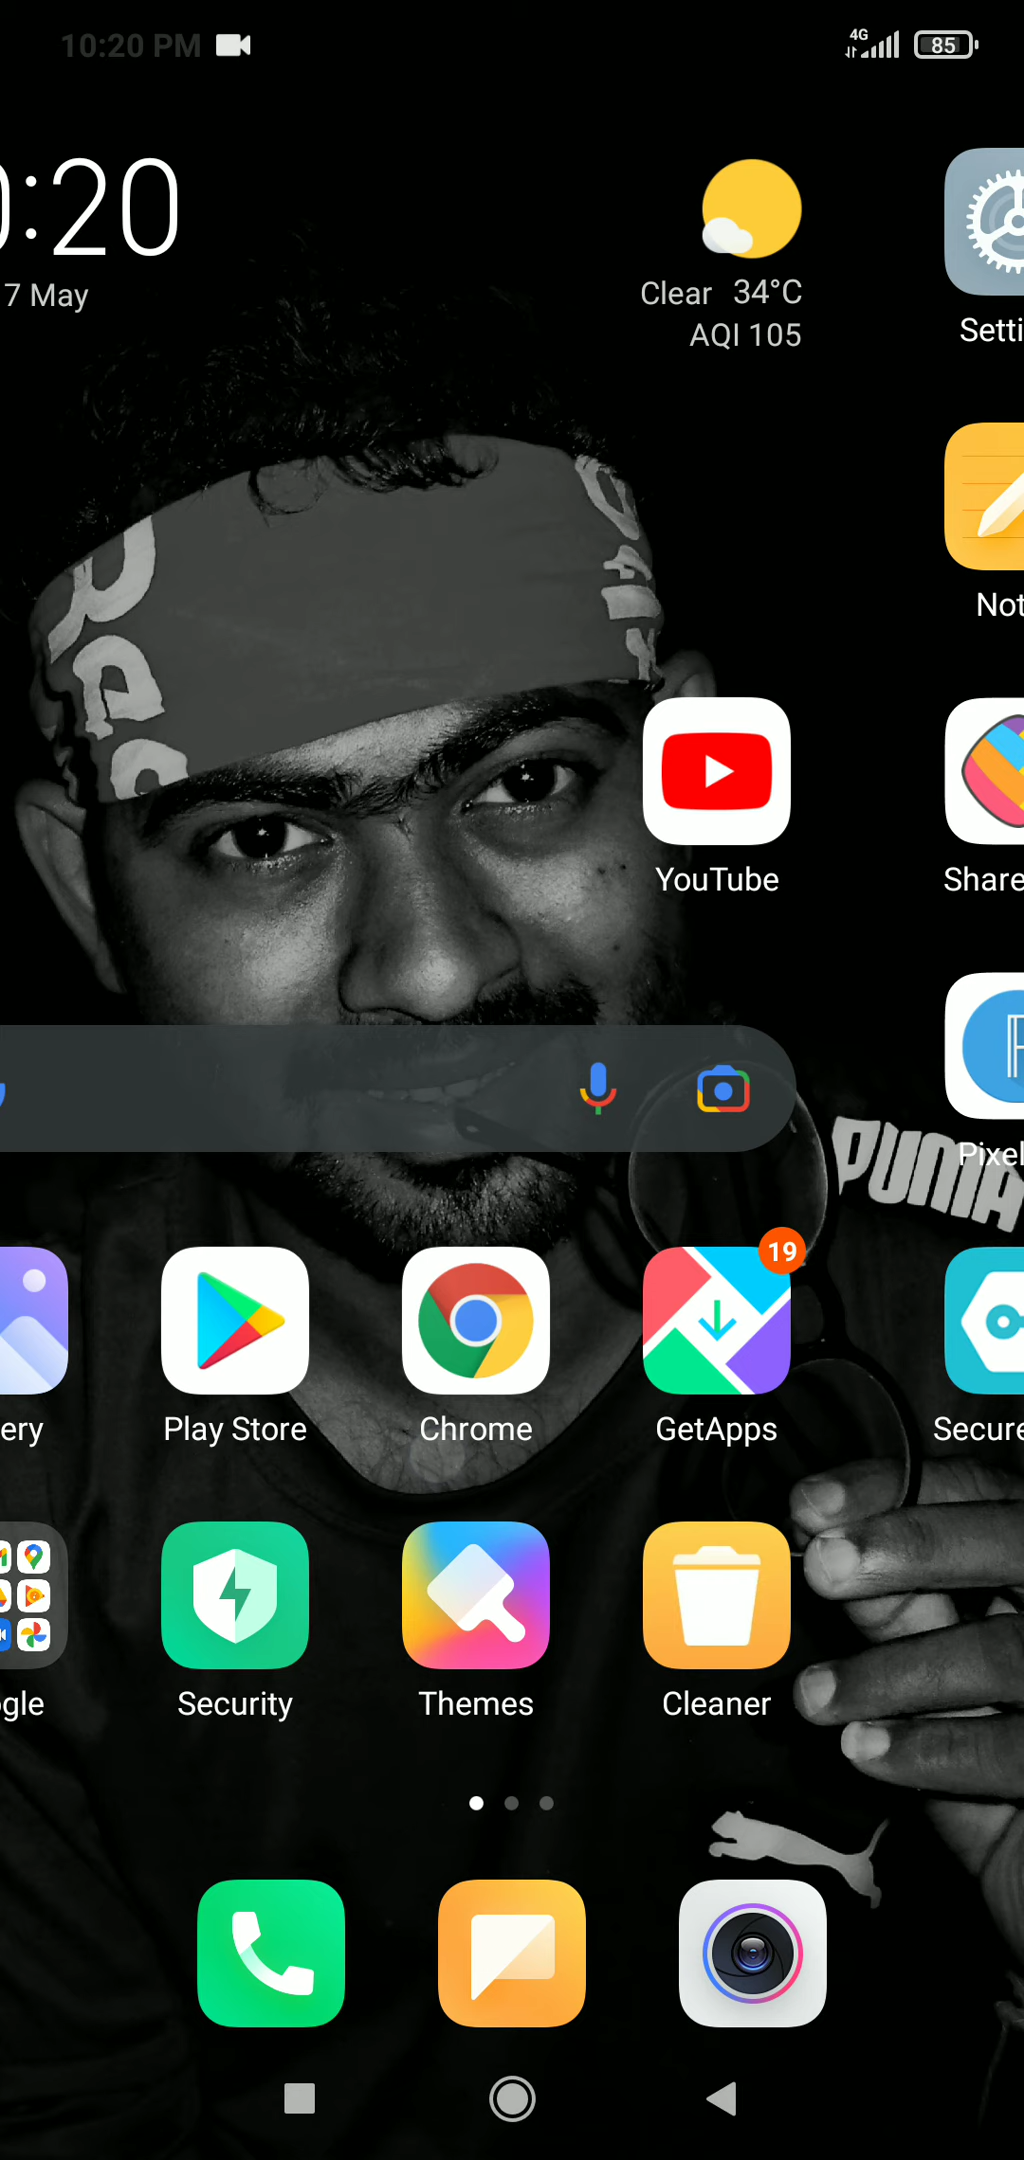 10:20 PM
4G
85
0:20
7 May
Clear 34°C
AQI 105
Setti
Not
YouTube
Share
PUMA
Pixel
19
ery
Play Store
Chrome
GetApps
Secure
gle
Security
Themes
Cleaner